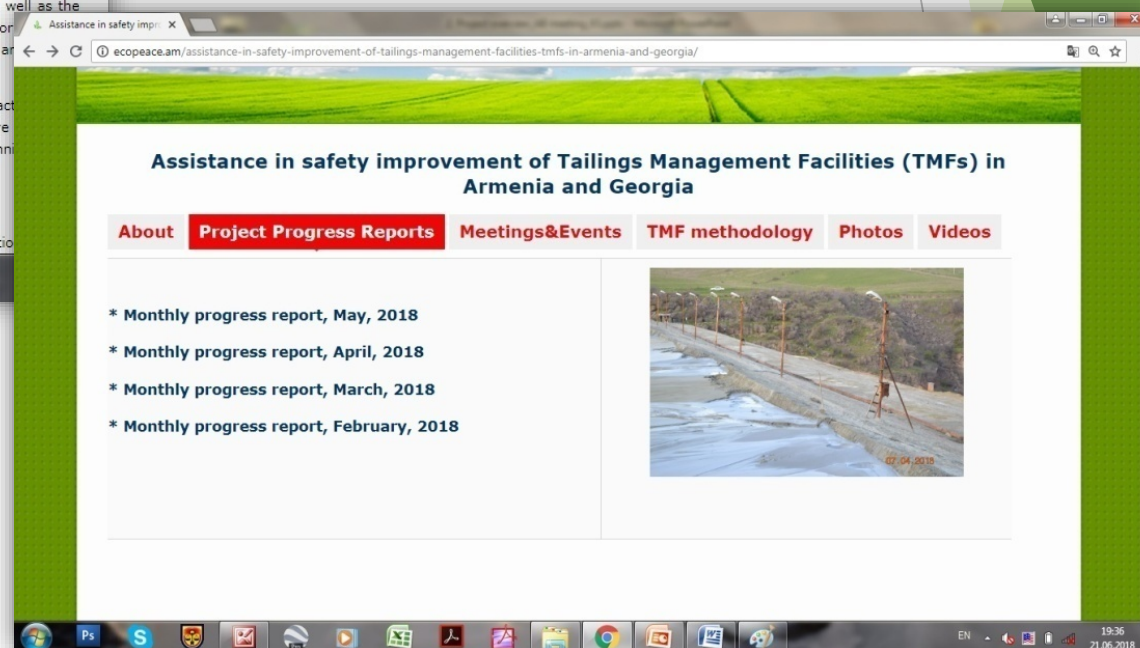 well as the
Assistance in safety impro
ecopeace.am/assistance-in-safety-improvement-of-tailings-management-facilities-tmfs-in-armenia-and-georgia/
Assistance in safety improvement of Tailings Management Facilities (TMFs) in
Armenia and Georgia
About
Project Progress Reports
Meetings&Events
TMF methodology
Photos
Videos
* Monthly progress report, May, 2018
* Monthly progress report, April, 2018
* Monthly progress report, March, 2018
* Monthly progress report, February, 2018
Ps
EN
19:36
21.06.2018